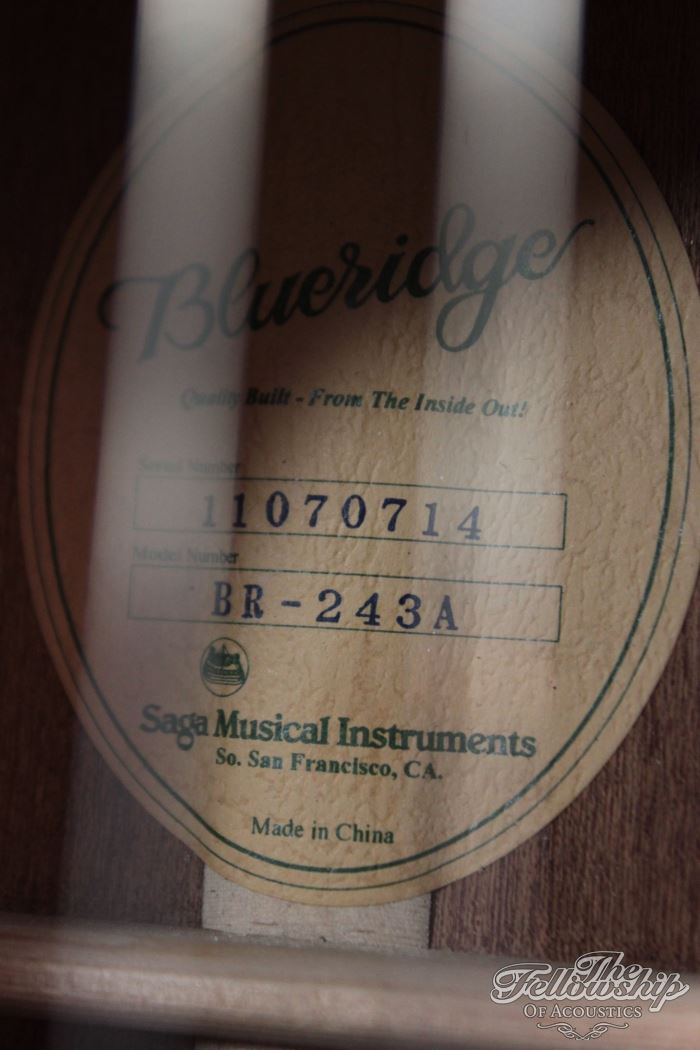 Blueridge
Quality Built - From The Inside Out!
Serial Number
11070714
Model Number
BR-243A
Saga Musical Instruments
So. San Francisco, CA.
Made in China
The
Fellowship
OF ACOUSTICS